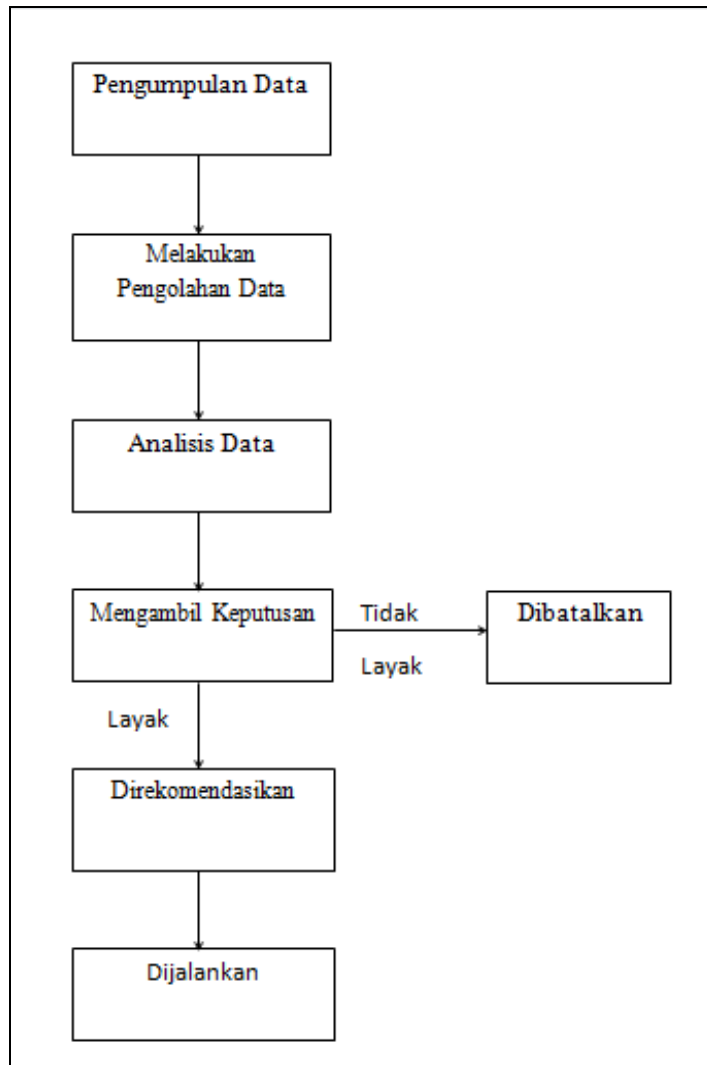 Pengumpulan Data
Melakukan
Pengolahan Data
Analisis Data
Mengambil Keputusan
Tidak
Layak
Dibatalkan
Layak
Direkomendasikan
Dijalankan